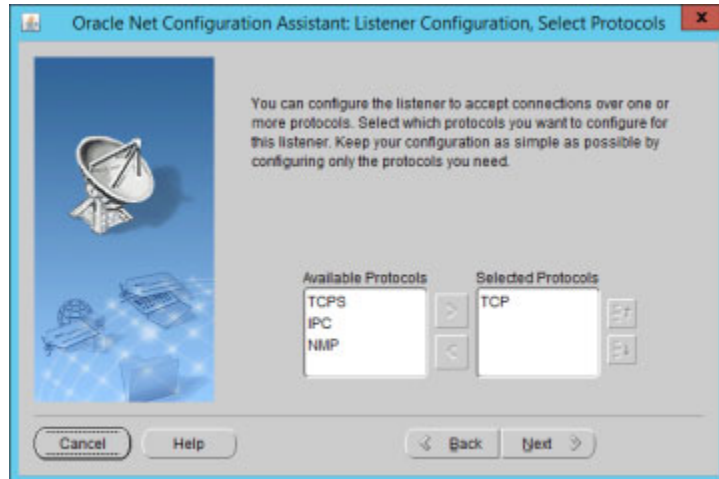 Oracle Net Configuration Assistant: Listener Configuration, Select Protocols
x
You can configure the listener to accept connections over one or
more protocols. Select which protocols you want to configure for
this listener. Keep your configuration as simple as possible by
configuring only the protocols you need.
Available Protocols
Selected Protocols
TCPS
IPC
NMP
TCP
>
<
Cancel
Help
Back
Next